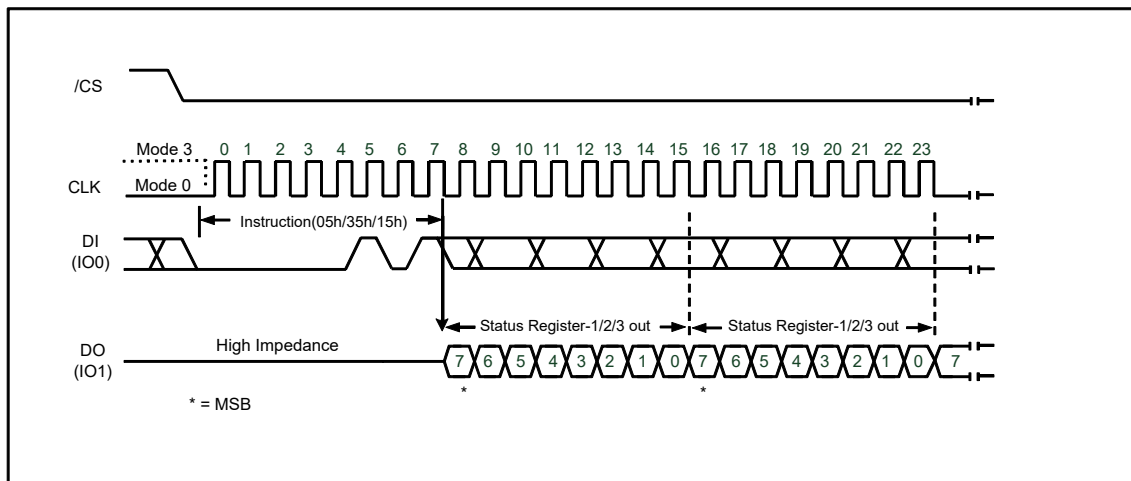 /CS
Mode 3
0 1 2 3 4 5 6 7 8 9 10 11 12 13 14 15 16 17 18 19 20 21 22 23
CLK
Mode 0
Instruction(05h/35h/15h)
DI
(IO0)
Status Register-1/2/3 out
Status Register-1/2/3 out
High Impedance
DO
(IO1)
7 6 5 4 3 2 1 0 7 6 5 4 3 2 1 0 7
* *
* = MSB